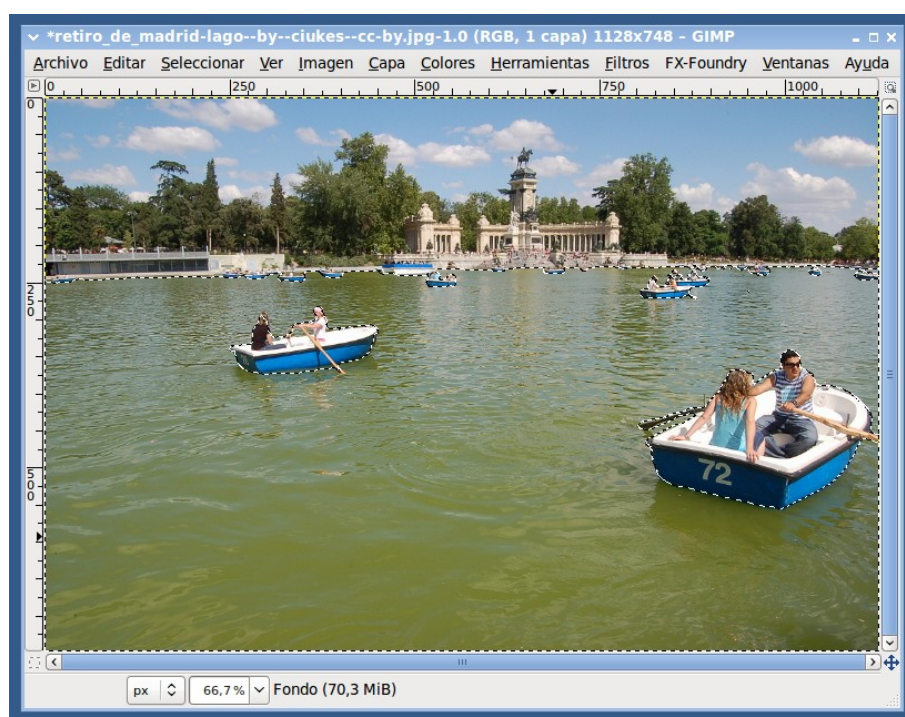 *retiro_de_madrid-lago--by--ciukes--cc-by.jpg-1.0 (RGB, 1 capa) 1128x748 – GIMP
Archivo Editar Seleccionar Ver Imagen Capa Colores Herramientas Filtros FX-Foundry Ventanas Ayuda
0 250 500 750 1000
0
250
500
72
px 66,7 % Fondo (70,3 MiB)